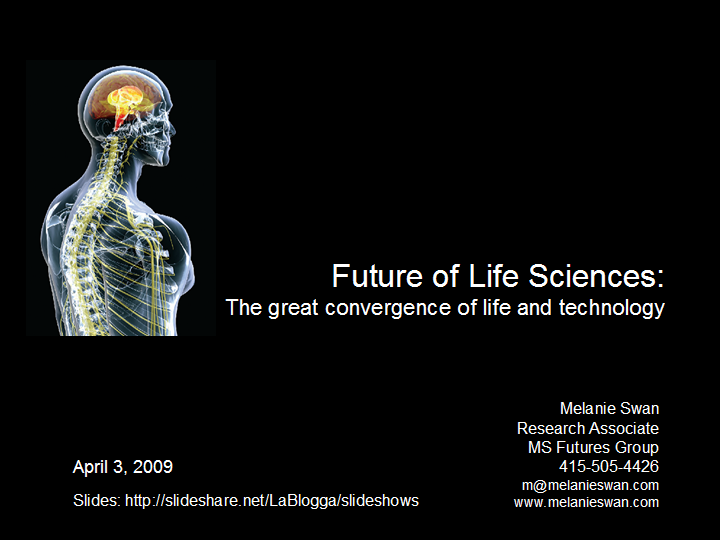 Future of Life Sciences:
The great convergence of life and technology
Melanie Swan
Research Associate
MS Futures Group
415-505-4426
m@melanieswan.com
www.melanieswan.com
April 3, 2009
Slides: http://slideshare.net/LaBlogga/slideshows